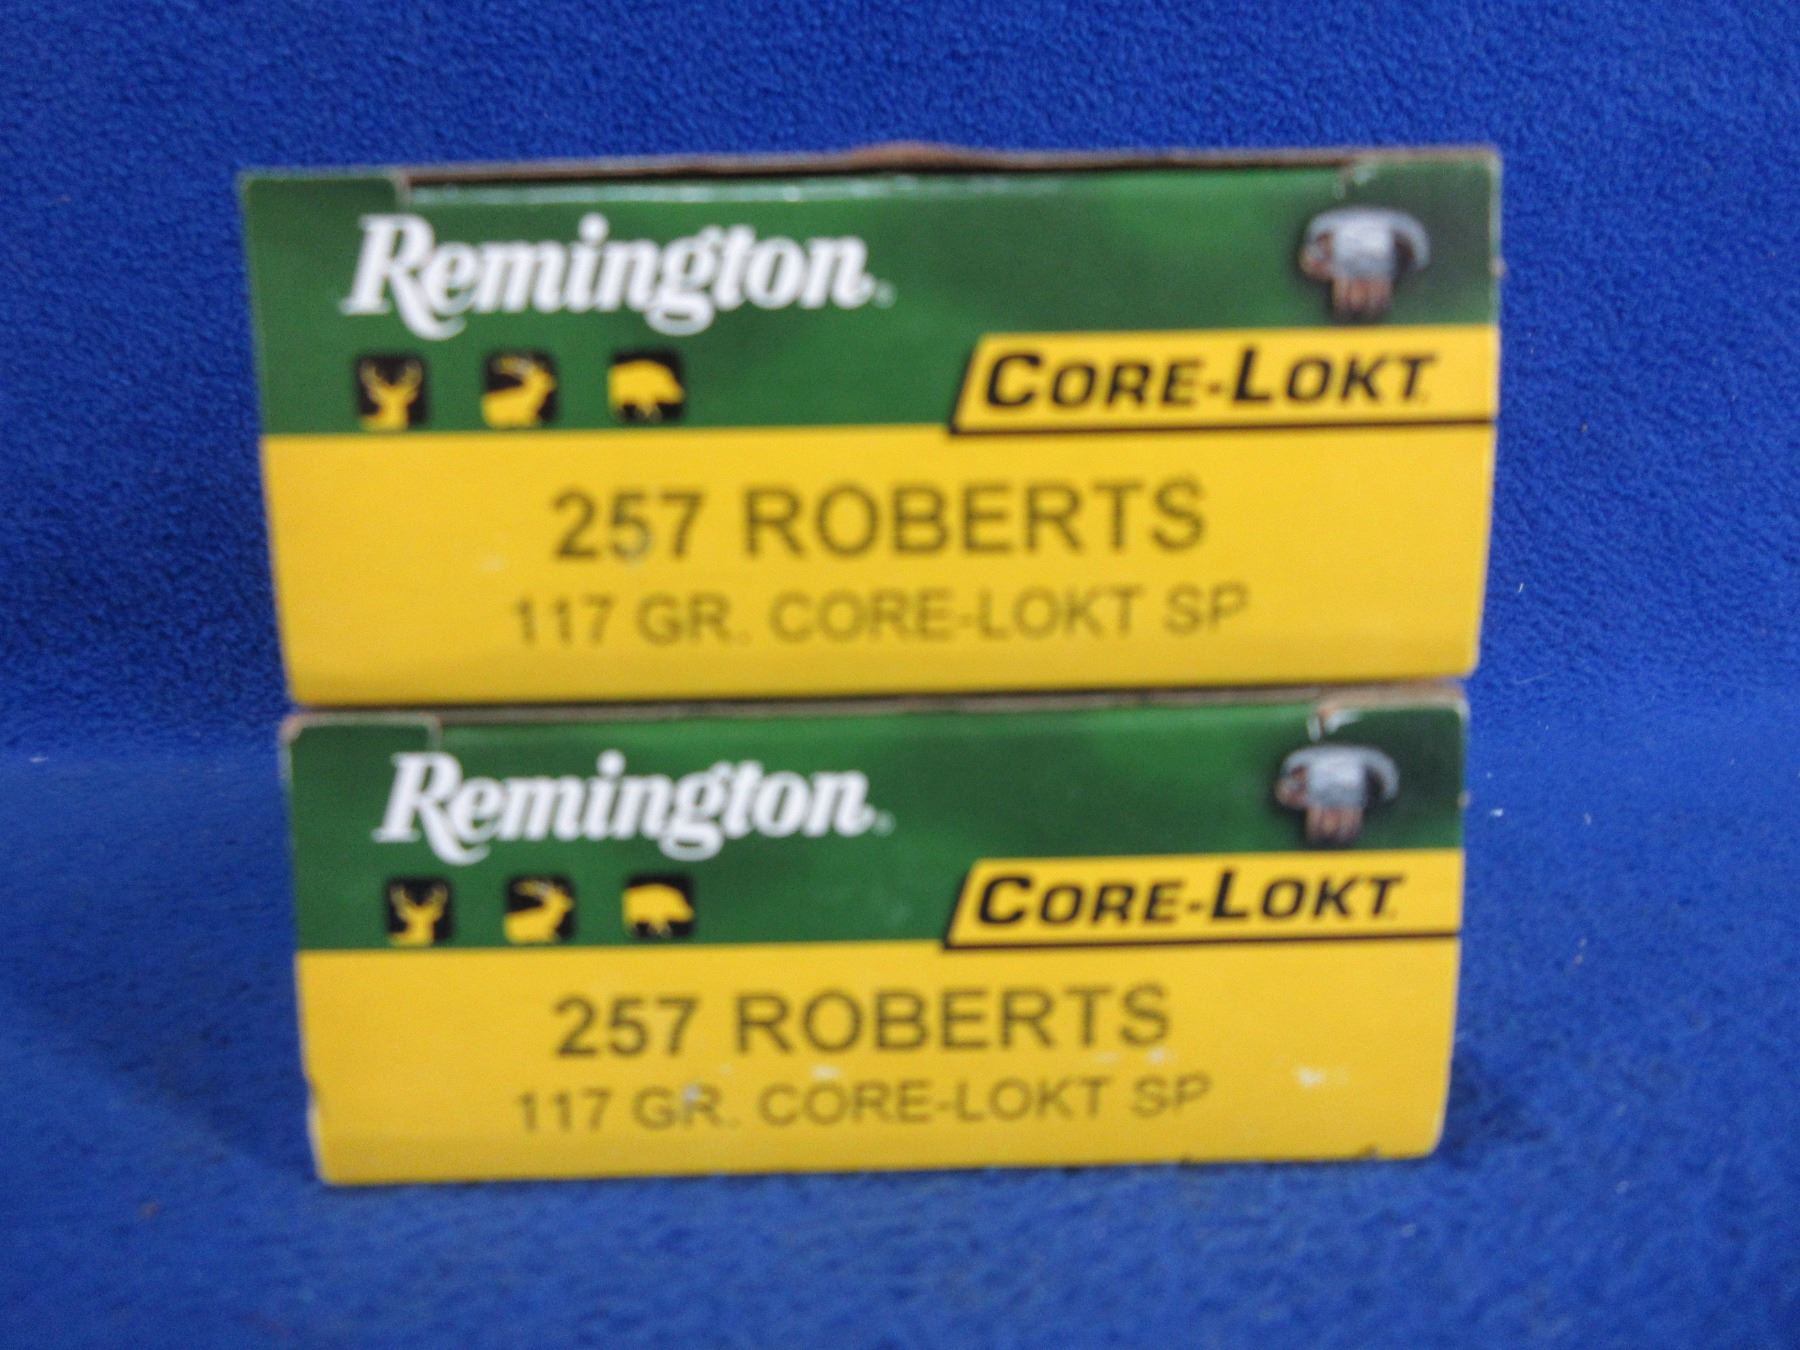 Remington
CORE-LOKT
257 ROBERTS
117 GR. CORE-LOKT SP
Remington
CORE-LOKT
257 ROBERTS
117 GR. CORE-LOKT SP